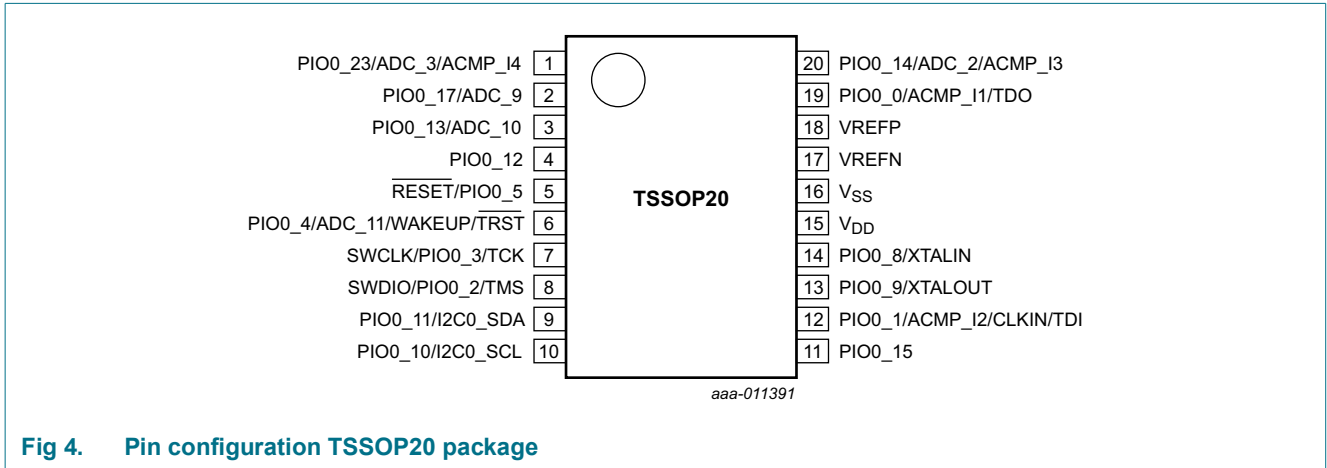 PIO0_23/ADC_3/ACMP_I4 1
PIO0_17/ADC_9 2
PIO0_13/ADC_10 3
PIO0_12 4
RESET/PIO0_5 5
PIO0_4/ADC_11/WAKEUP/TRST 6
SWCLK/PIO0_3/TCK 7
SWDIO/PIO0_2/TMS 8
PIO0_11/I2C0_SDA 9
PIO0_10/I2C0_SCL 10
TSSOP20
20 PIO0_14/ADC_2/ACMP_I3
19 PIO0_0/ACMP_I1/TDO
18 VREFP
17 VREFN
16 VSS
15 VDD
14 PIO0_8/XTALIN
13 PIO0_9/XTALOUT
12 PIO0_1/ACMP_I2/CLKIN/TDI
11 PIO0_15
aaa-011391
Fig 4. Pin configuration TSSOP20 package